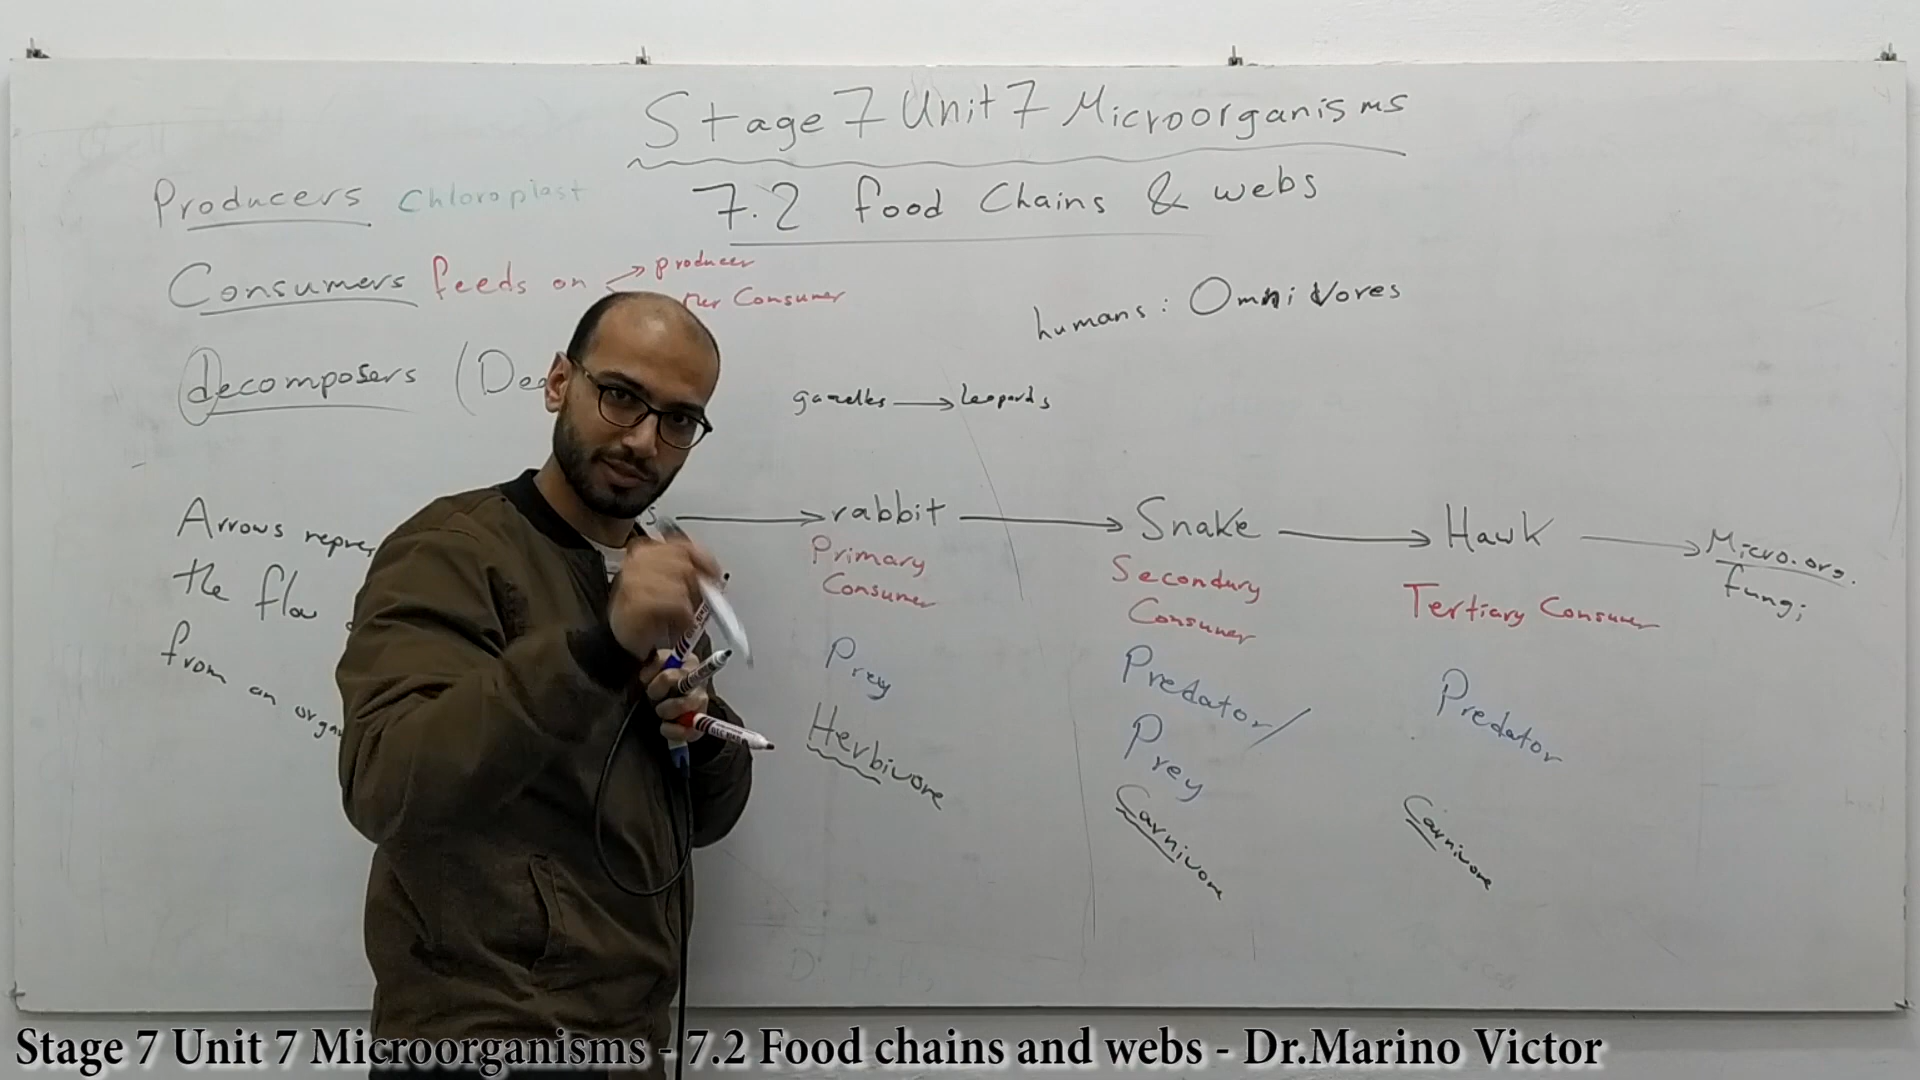 Stage 7 Unit 7 Microorganisms
7.2 food Chains & webs
Producers Chloroplast
Consumers feeds on producer
Consumer
humans: Omnivores
decomposers
gazelles → leopards
Arrows
the
from an
→ rabbit → Snake → Hawk → Micro.org.
fungi
Primary
Consumer
Secondary
Consumer
Tertiary Consumer
Prey
Predator/
Prey
Predator
Herbivore
Carnivore
Carnivore
Stage 7 Unit 7 Microorganisms - 7.2 Food chains and webs - Dr.Marino Victor